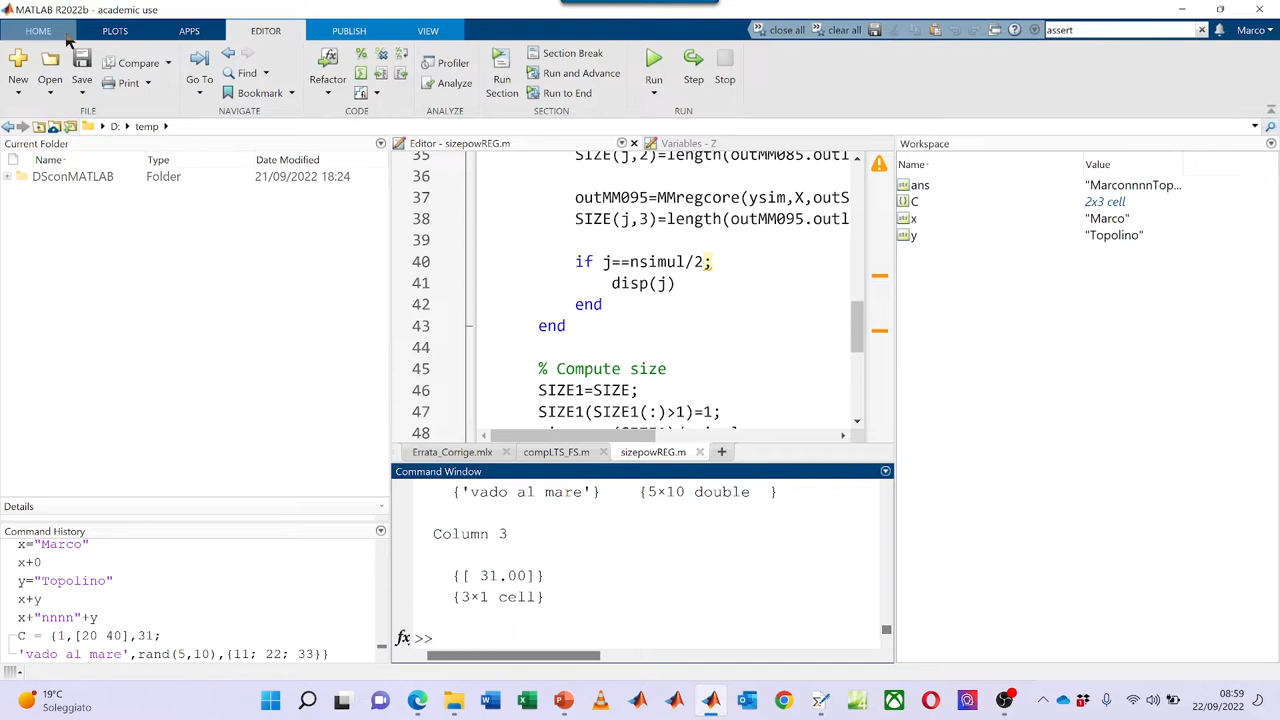 MATLAB R2022b - academic use
HOME PLOTS APPS EDITOR PUBLISH VIEW
close all clear all assert Marco
New Open Save Compare Print
Go To Find Bookmark
Refactor
Profiler Analyze
Run Section Section Break Run and Advance Run to End
Run Step Stop
FILE NAVIGATE CODE ANALYZE SECTION RUN
D: temp
Current Folder
Name Type Date Modified
DSconMATLAB Folder 21/09/2022 18:24
Details
Command History
x="Marco"
x+0
y="Topolino"
x+y
x+"nnnn"+y
C = {1,[20 40],31;
'vado al mare',rand(5,10),{11; 22; 33}}
Editor - sizepowREG.m Variables - Z
35 SIZE(j,2)=length(outMM085.outl
36
37 outMM095=MMregcore(ysim,X,outS
38 SIZE(j,3)=length(outMM095.outl
39
40 if j==nsimul/2;
41 disp(j)
42 end
43 end
44
45 % Compute size
46 SIZE1=SIZE;
47 SIZE1(SIZE1(:)>1)=1;
48
Errata_Corrige.mlx compLTS_FS.m sizepowREG.m
Command Window
{'vado al mare'} {5×10 double }
Column 3
{[ 31.00]}
{3×1 cell}
fx >>
Workspace
Name Value
ans "MarconnnnTop...
C 2x3 cell
x "Marco"
y "Topolino"
19°C
Soleggiato
08:59
22/09/2022